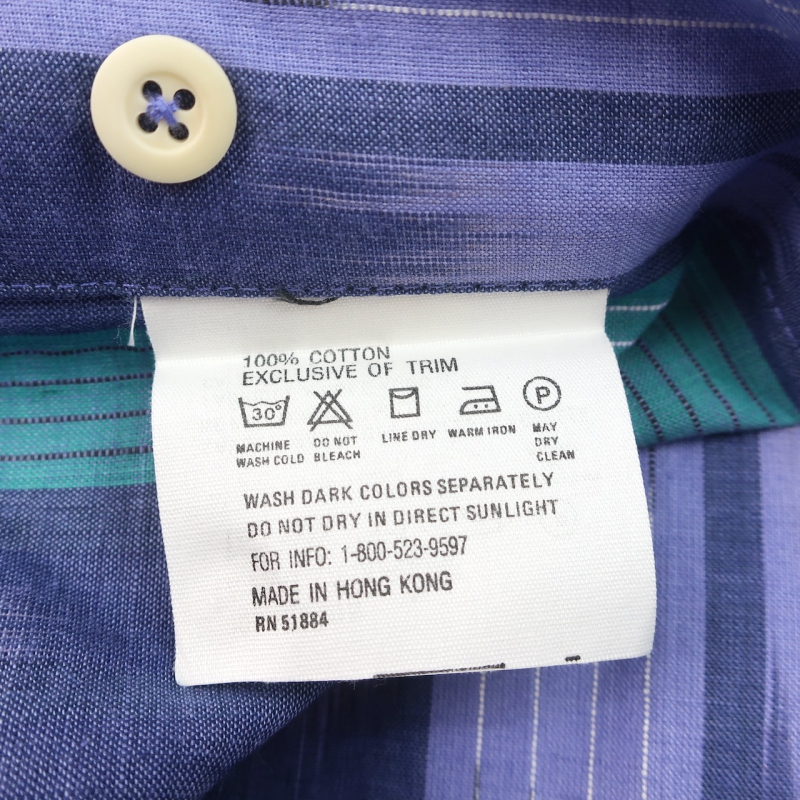 100% COTTON
EXCLUSIVE OF TRIM
30° P
MACHINE WASH COLD
DO NOT BLEACH
LINE DRY
WARM IRON
MAY DRY CLEAN
WASH DARK COLORS SEPARATELY
DO NOT DRY IN DIRECT SUNLIGHT
FOR INFO: 1-800-523-9597
MADE IN HONG KONG
RN 51884